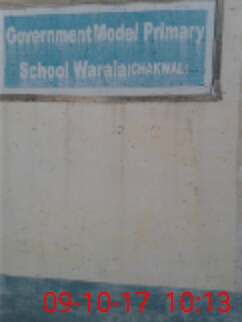 Government Model Primary
School Warala (CHAKWAL)
09-10-17 10:13